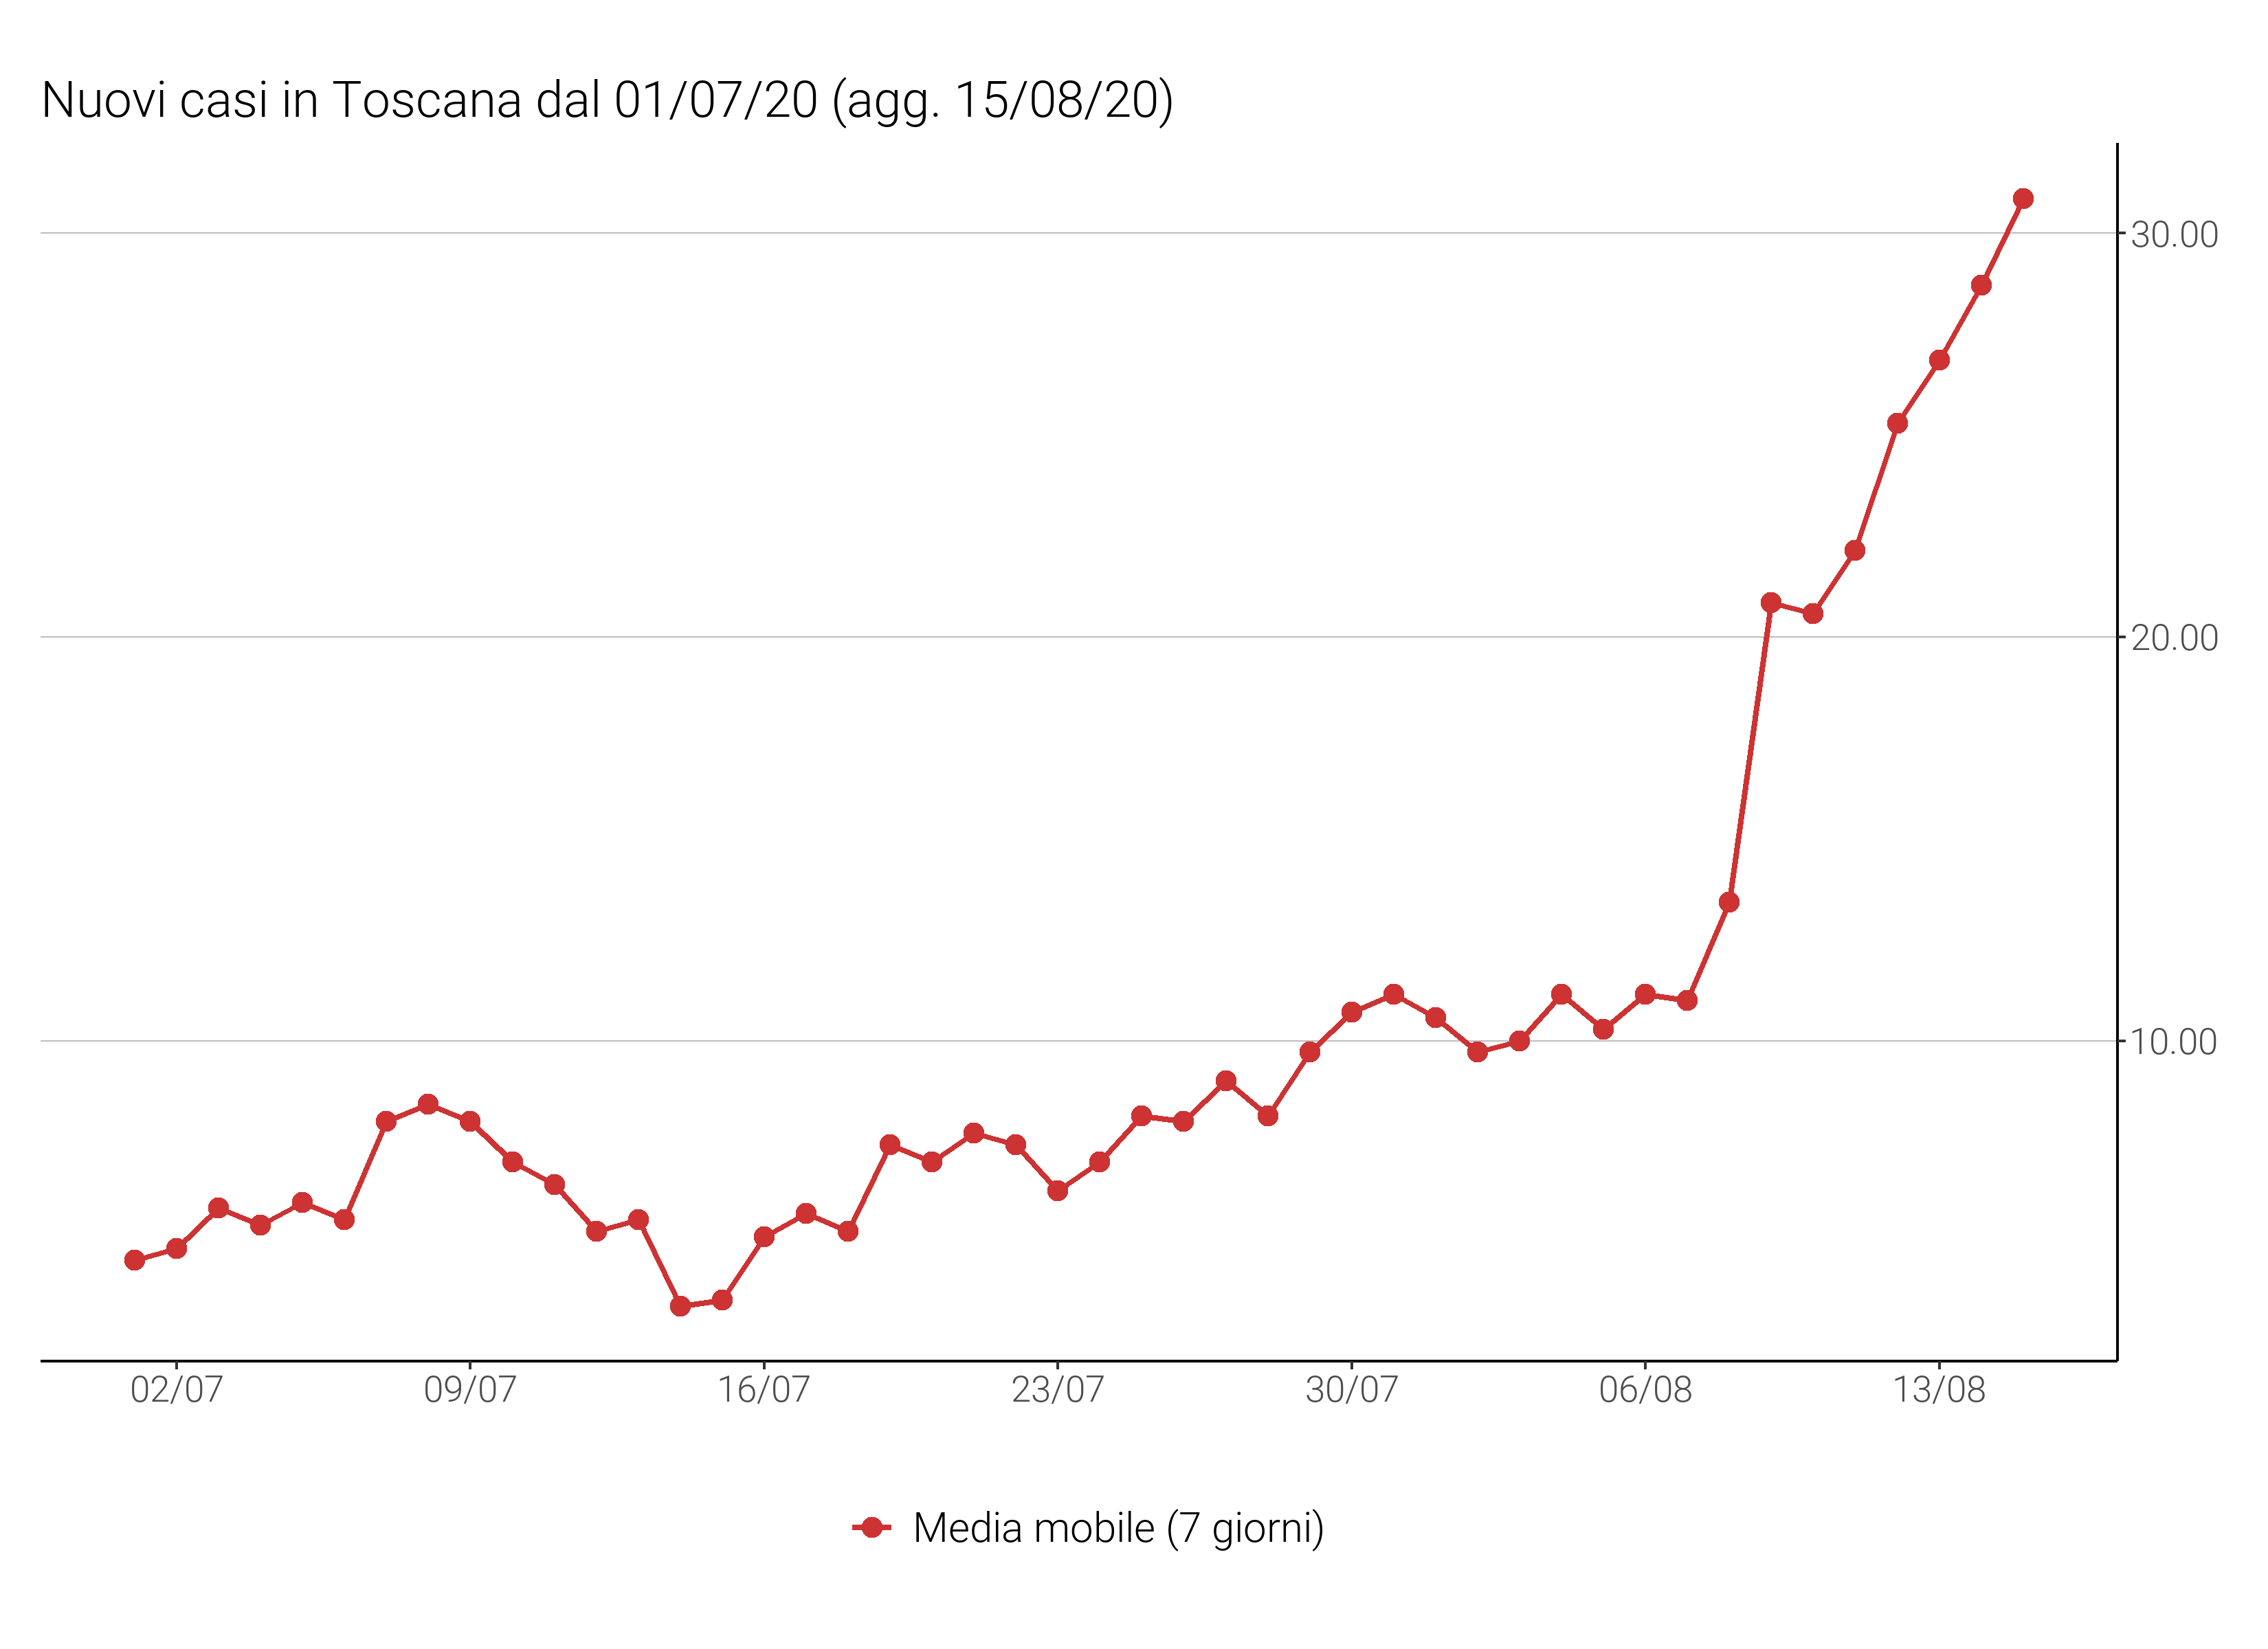 Nuovi casi in Toscana dal 01/07/20 (agg. 15/08/20)
30.00
20.00
10.00
02/07 09/07 16/07 23/07 30/07 06/08 13/08
Media mobile (7 giorni)